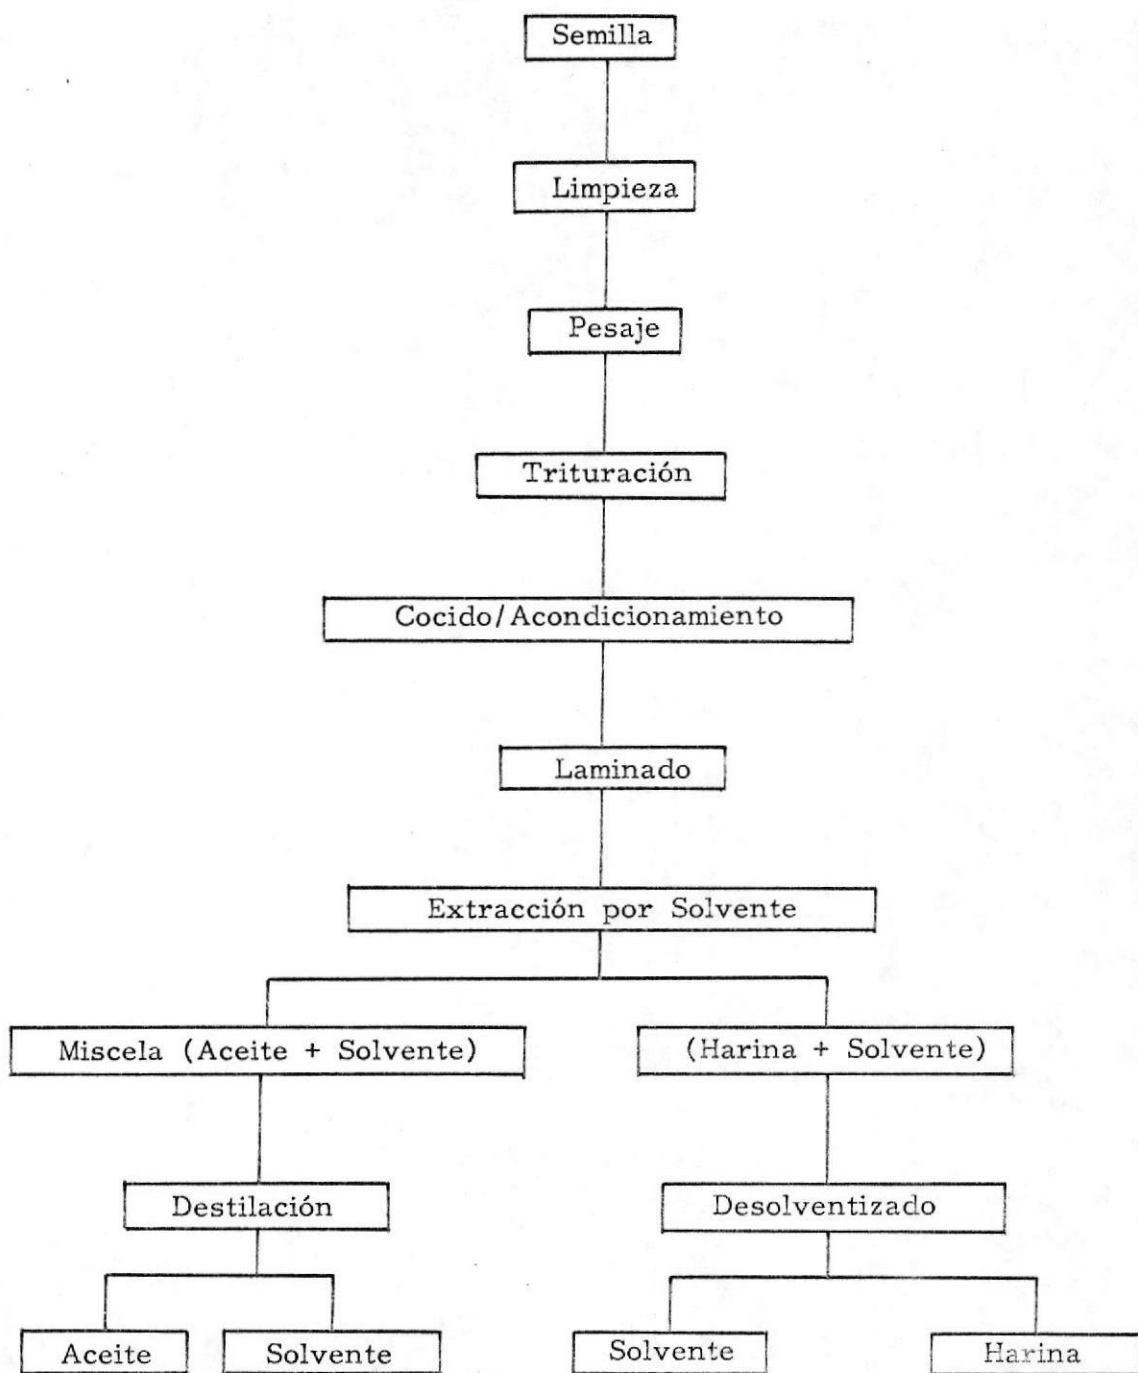 Semilla
Limpieza
Pesaje
Trituración
Cocido/Acondicionamiento
Laminado
Extracción por Solvente
Miscela (Aceite + Solvente)
(Harina + Solvente)
Destilación
Desolventizado
Aceite
Solvente
Solvente
Harina